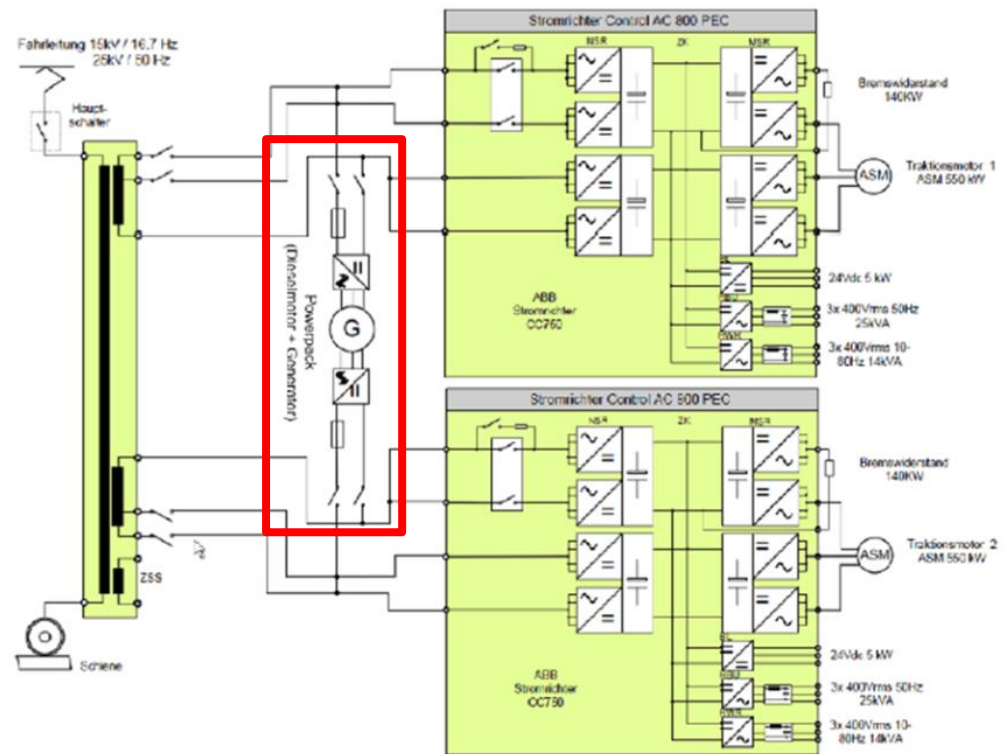 Fahrleitung 15kV / 16.7 Hz
25kV / 50 Hz
Haupt-
schalter
ZSS
Schiene
Powerpack
(Dieselmotor + Generator)
G
Stromrichter Control AC 800 PEC
NSR
ZK
MSR
Bremswiderstand
140KW
ASM
Traktionsmotor 1
ASM 550 kW
BL
24Vdc 5 kW
3x 400Vrms 50Hz
25kVA
3x 400Vrms 10-
80Hz 14kVA
ABB
Stromrichter
CC750
Stromrichter Control AC 800 PEC
NSR
ZK
MSR
Bremswiderstand
140KW
ASM
Traktionsmotor 2
ASM 550 kW
BL
24Vdc 5 kW
3x 400Vrms 50Hz
25kVA
3x 400Vrms 10-
80Hz 14kVA
ABB
Stromrichter
CC750